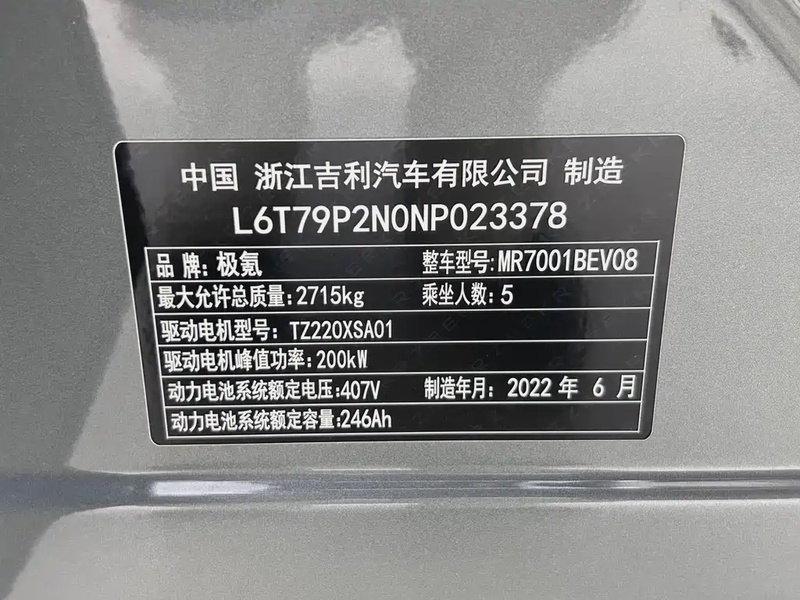 中国 浙江吉利汽车有限公司 制造
L6T79P2N0NP023378
品牌:极氪 整车型号:MR7001BEV08
最大允许总质量:2715kg 乘坐人数:5
驱动电机型号:TZ220XSA01
驱动电机峰值功率:200kW
动力电池系统额定电压:407V 制造年月:2022年 6 月
动力电池系统额定容量:246Ah